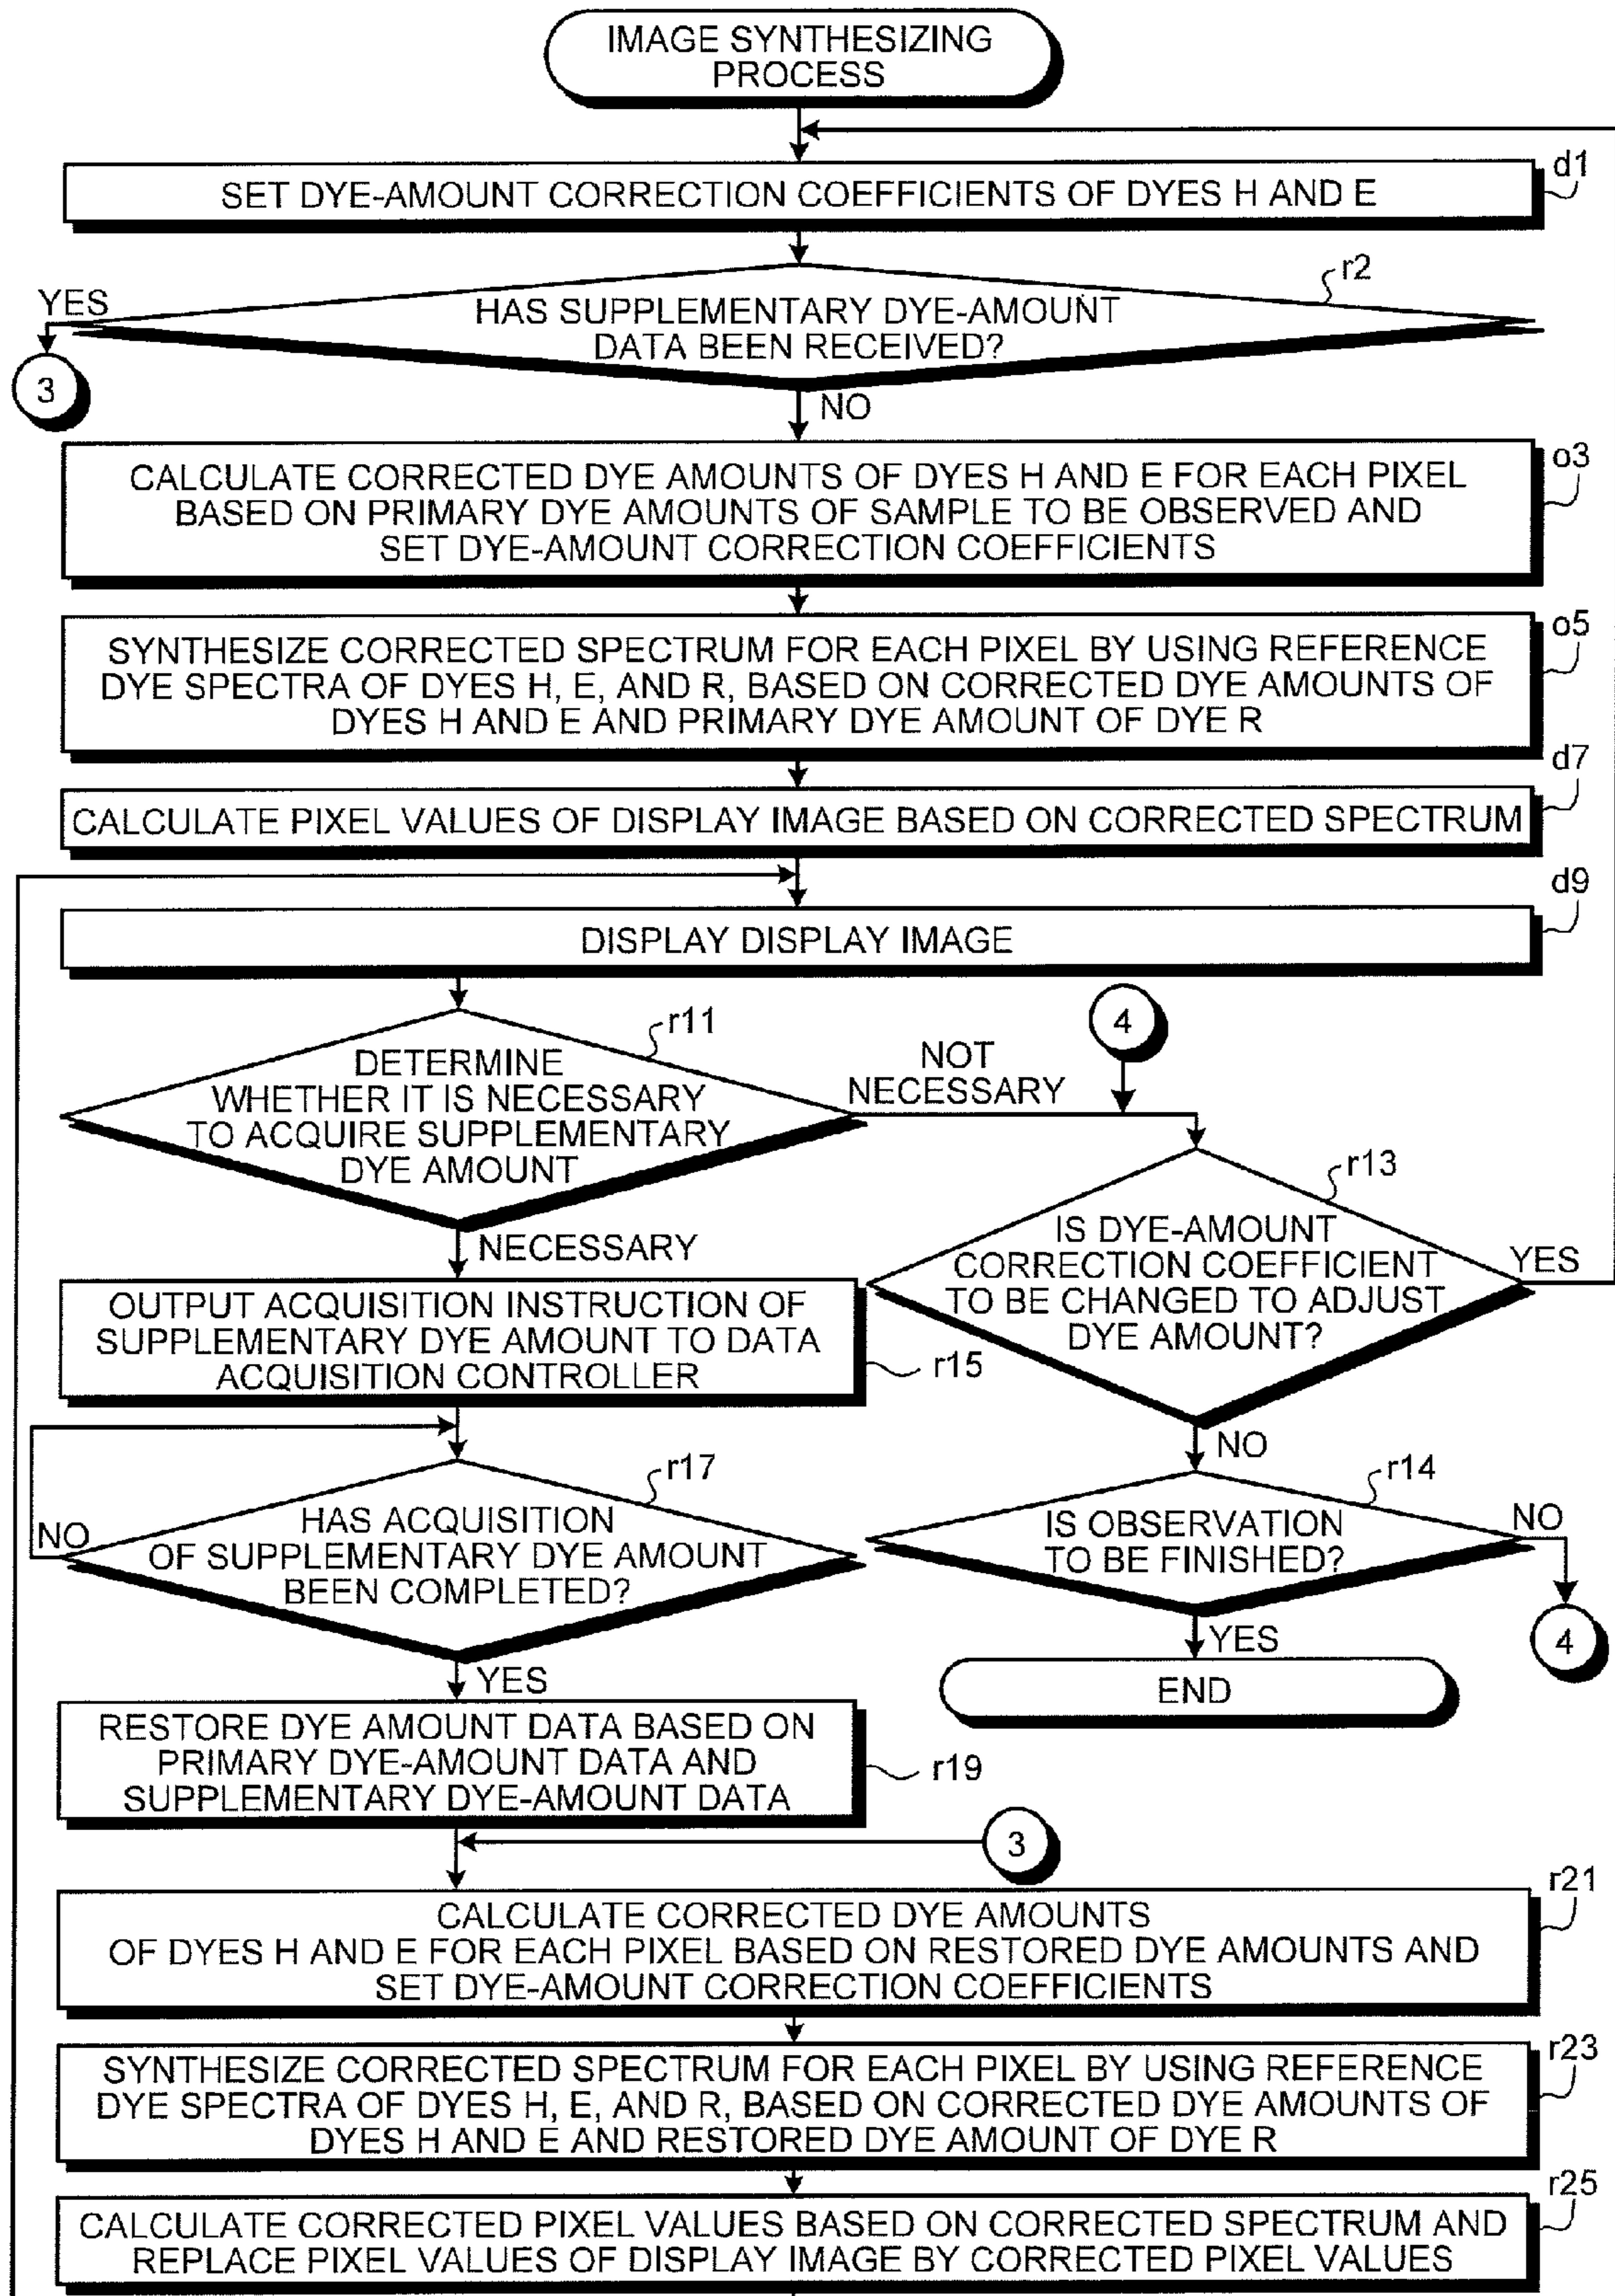 IMAGE SYNTHESIZING
PROCESS
d1
SET DYE-AMOUNT CORRECTION COEFFICIENTS OF DYES H AND E
r2
YES
HAS SUPPLEMENTARY DYE-AMOUNT
DATA BEEN RECEIVED?
3
NO
o3
CALCULATE CORRECTED DYE AMOUNTS OF DYES H AND E FOR EACH PIXEL
BASED ON PRIMARY DYE AMOUNTS OF SAMPLE TO BE OBSERVED AND
SET DYE-AMOUNT CORRECTION COEFFICIENTS
o5
SYNTHESIZE CORRECTED SPECTRUM FOR EACH PIXEL BY USING REFERENCE
DYE SPECTRA OF DYES H, E, AND R, BASED ON CORRECTED DYE AMOUNTS OF
DYES H AND E AND PRIMARY DYE AMOUNT OF DYE R
d7
CALCULATE PIXEL VALUES OF DISPLAY IMAGE BASED ON CORRECTED SPECTRUM
d9
DISPLAY DISPLAY IMAGE
r11
DETERMINE
WHETHER IT IS NECESSARY
TO ACQUIRE SUPPLEMENTARY
DYE AMOUNT
NOT
NECESSARY
4
r13
IS DYE-AMOUNT
CORRECTION COEFFICIENT
TO BE CHANGED TO ADJUST
DYE AMOUNT?
YES
NECESSARY
OUTPUT ACQUISITION INSTRUCTION OF
SUPPLEMENTARY DYE AMOUNT TO DATA
ACQUISITION CONTROLLER
r15
NO
r17
HAS ACQUISITION
OF SUPPLEMENTARY DYE AMOUNT
BEEN COMPLETED?
NO
r14
IS OBSERVATION
TO BE FINISHED?
NO
4
YES
END
YES
RESTORE DYE AMOUNT DATA BASED ON
PRIMARY DYE-AMOUNT DATA AND
SUPPLEMENTARY DYE-AMOUNT DATA
r19
3
r21
CALCULATE CORRECTED DYE AMOUNTS
OF DYES H AND E FOR EACH PIXEL BASED ON RESTORED DYE AMOUNTS AND
SET DYE-AMOUNT CORRECTION COEFFICIENTS
r23
SYNTHESIZE CORRECTED SPECTRUM FOR EACH PIXEL BY USING REFERENCE
DYE SPECTRA OF DYES H, E, AND R, BASED ON CORRECTED DYE AMOUNTS OF
DYES H AND E AND RESTORED DYE AMOUNT OF DYE R
r25
CALCULATE CORRECTED PIXEL VALUES BASED ON CORRECTED SPECTRUM AND
REPLACE PIXEL VALUES OF DISPLAY IMAGE BY CORRECTED PIXEL VALUES